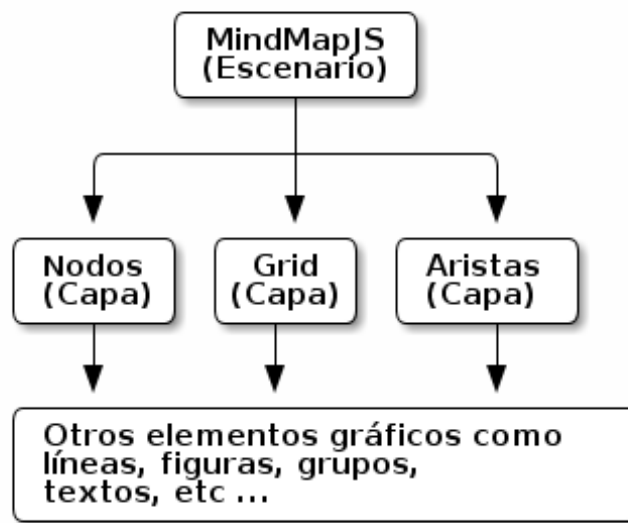 MindMapJS
(Escenario)
Nodos
(Capa)
Grid
(Capa)
Aristas
(Capa)
Otros elementos gráficos como
líneas, figuras, grupos,
textos, etc ...